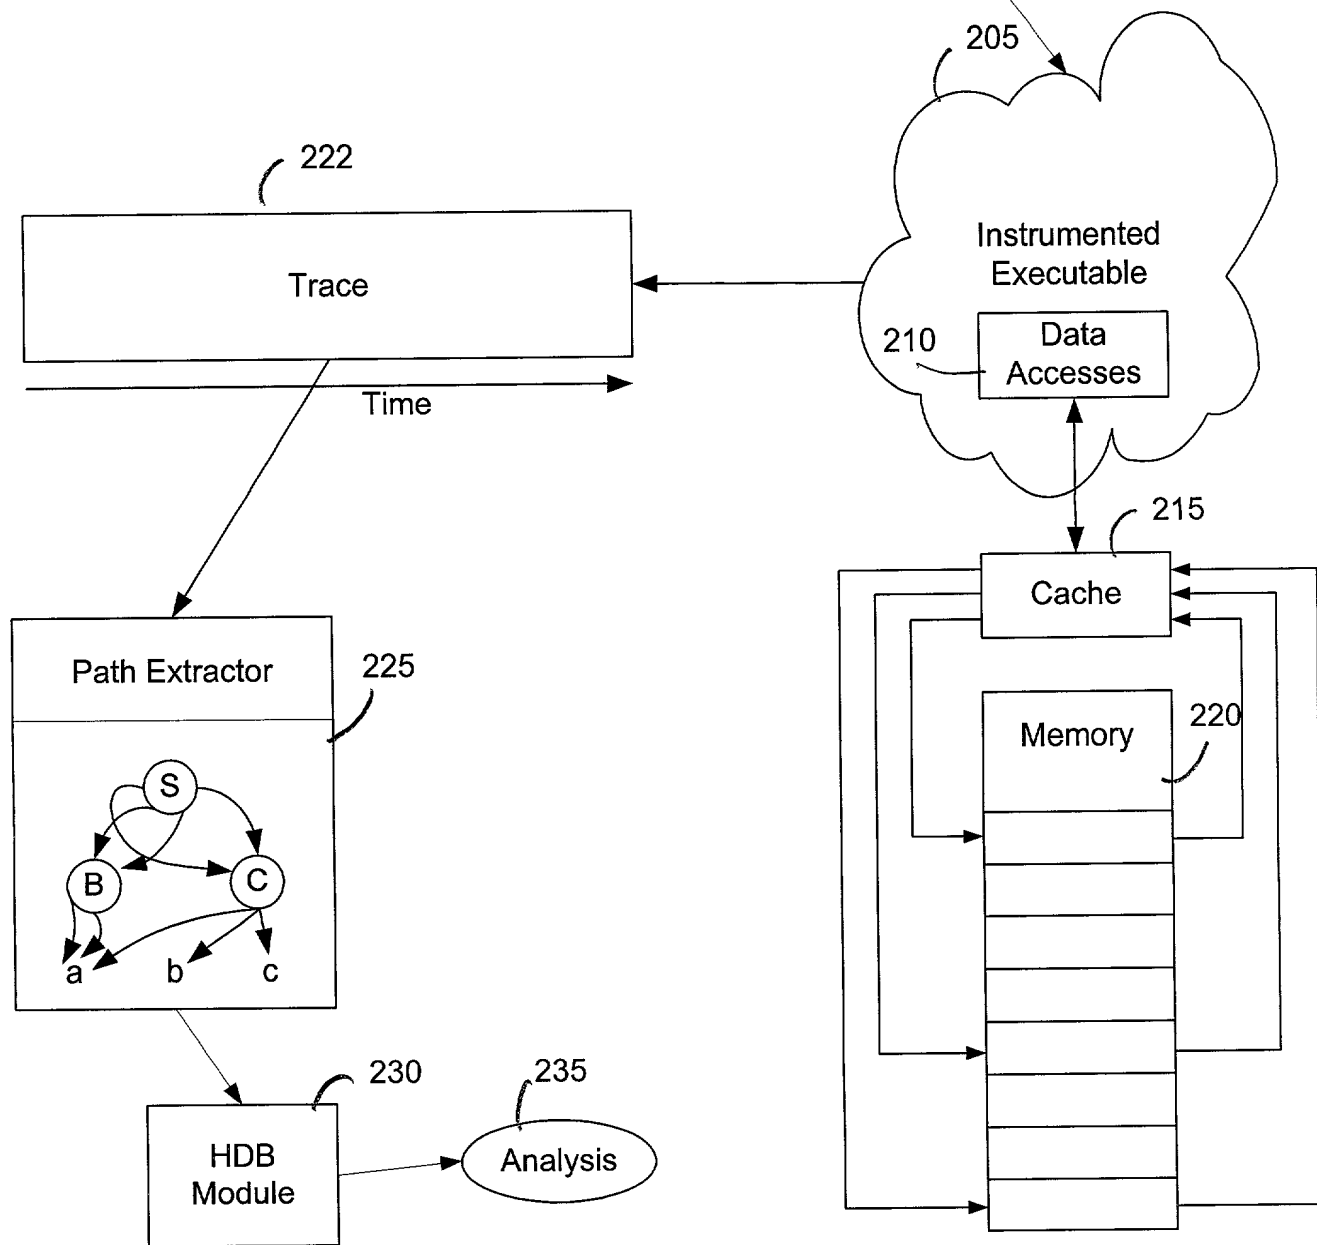 205
222
Instrumented
Executable
Trace
210
Data
Accesses
Time
215
Cache
Path Extractor
225
220
Memory
S
B
C
a
b
c
230
235
HDB
Module
Analysis